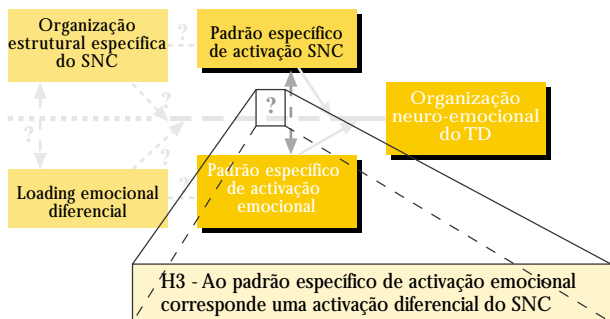 Organização
estrutural específica
do SNC
?
Padrão específico
de activação SNC
?
?
?
Organização
neuro-emocional
do TD
?
?
Loading emocional
diferencial
Padrão específico
de activação
emocional
H3 - Ao padrão específico de activação emocional
corresponde uma activação diferencial do SNC